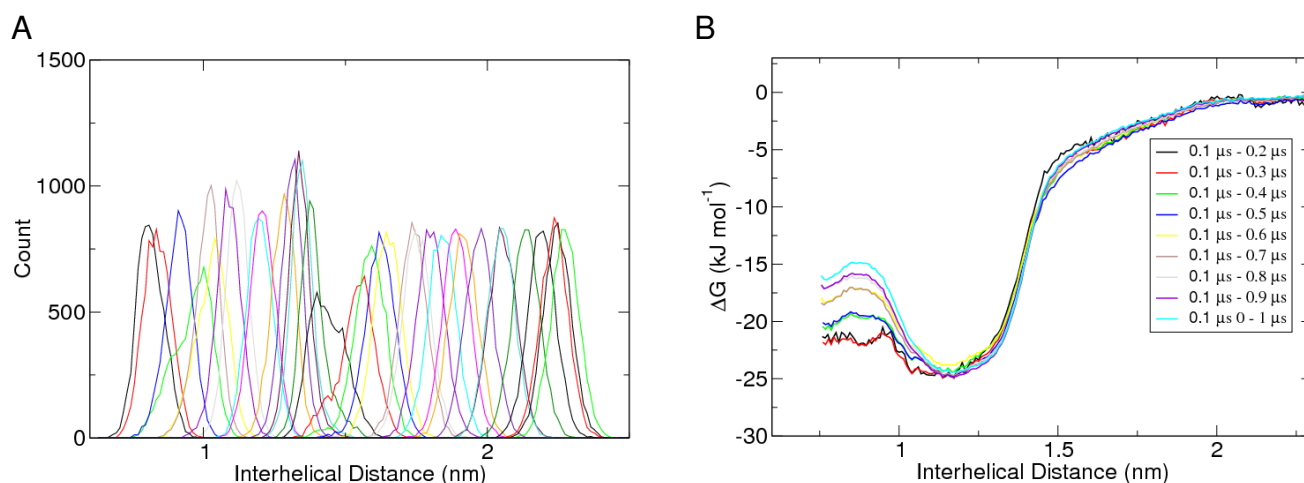 A
1500
1000
500
0
Count
1
2
Interhelical Distance (nm)
B
0
-5
-10
-15
-20
-25
-30
ΔG (kJ mol⁻¹)
1
1.5
2
Interhelical Distance (nm)
0.1 µs - 0.2 µs
0.1 µs - 0.3 µs
0.1 µs - 0.4 µs
0.1 µs - 0.5 µs
0.1 µs - 0.6 µs
0.1 µs - 0.7 µs
0.1 µs - 0.8 µs
0.1 µs - 0.9 µs
0.1 µs 0 - 1 µs